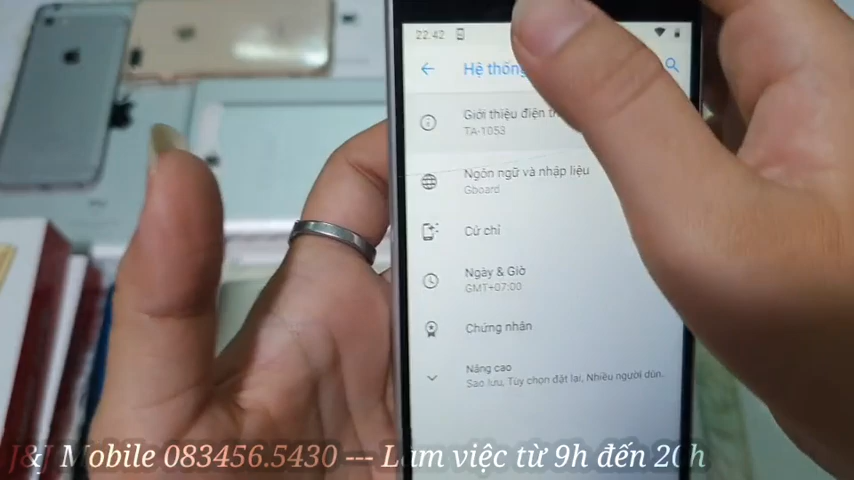 22:42
Hệ thống
Giới thiệu điện th
TA-1053
Ngôn ngữ và nhập liệu
Gboard
Cử chỉ
Ngày & Giờ
GMT+07:00
Chứng nhận
Nâng cao
Sao lưu, Tùy chọn đặt lại, Nhiều người dùn..
J&J Mobile 083456.5430 --- Làm việc từ 9h đến 20h